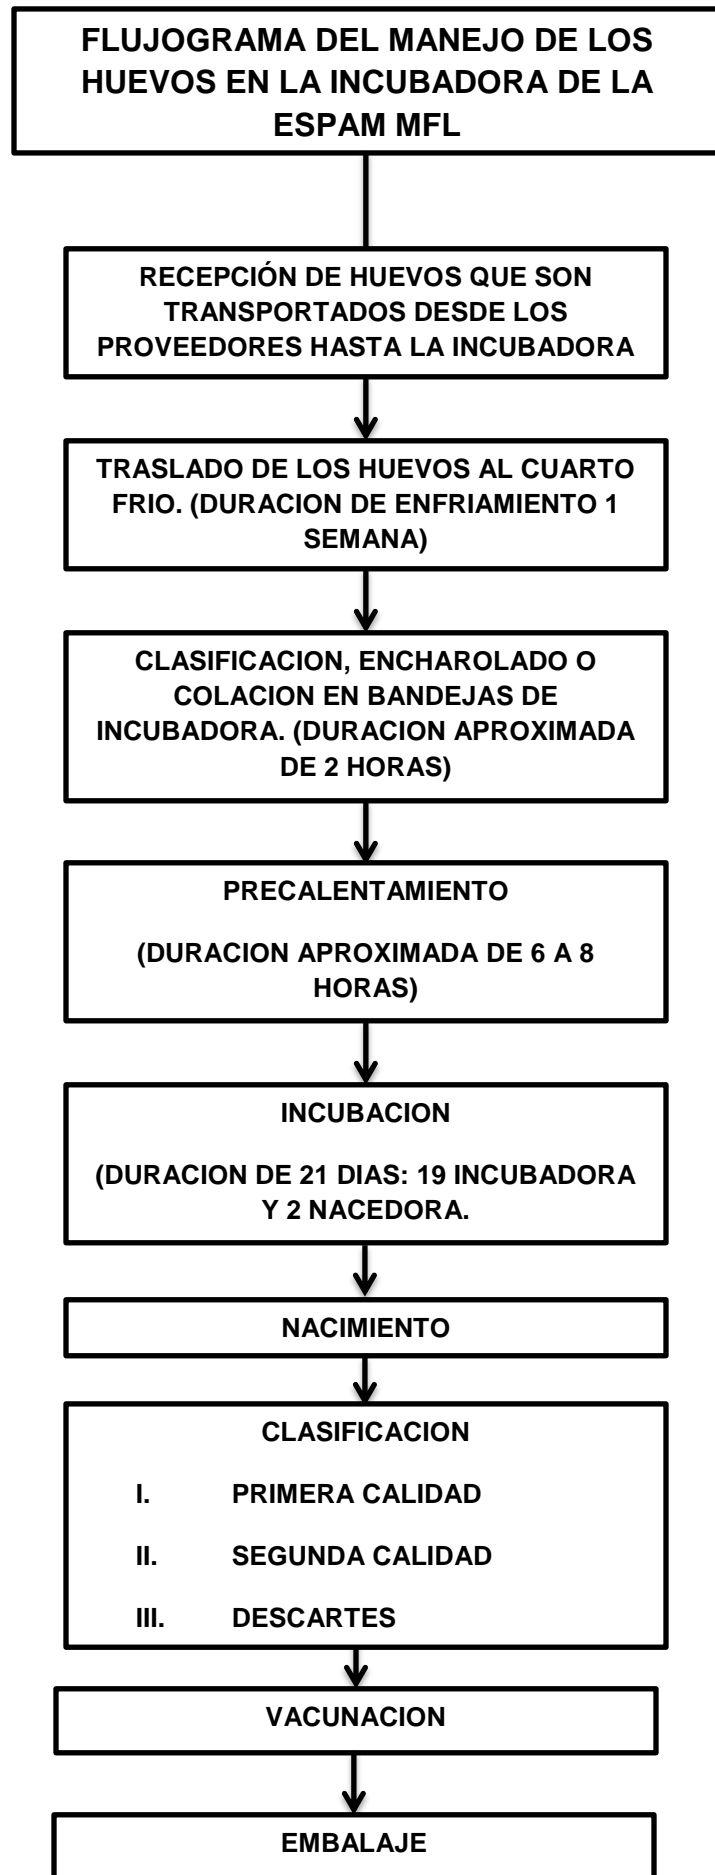 FLUJOGRAMA DEL MANEJO DE LOS
HUEVOS EN LA INCUBADORA DE LA
ESPAM MFL
RECEPCIÓN DE HUEVOS QUE SON
TRANSPORTADOS DESDE LOS
PROVEEDORES HASTA LA INCUBADORA
TRASLADO DE LOS HUEVOS AL CUARTO
FRIO. (DURACION DE ENFRIAMIENTO 1
SEMANA)
CLASIFICACION, ENCHAROLADO O
COLACION EN BANDEJAS DE
INCUBADORA. (DURACION APROXIMADA
DE 2 HORAS)
PRECALENTAMIENTO
(DURACION APROXIMADA DE 6 A 8
HORAS)
INCUBACION
(DURACION DE 21 DIAS: 19 INCUBADORA
Y 2 NACEDORA.
NACIMIENTO
CLASIFICACION
I. PRIMERA CALIDAD
II. SEGUNDA CALIDAD
III. DESCARTES
VACUNACION
EMBALAJE